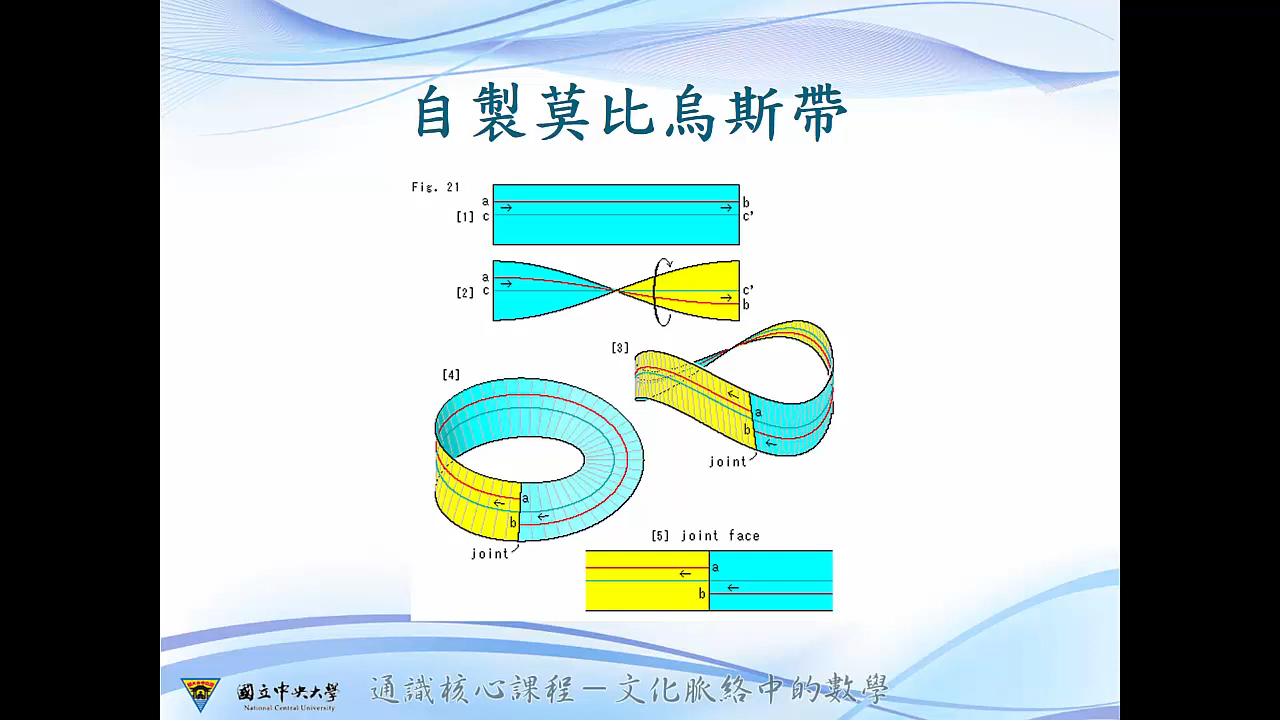 自製莫比烏斯帶
Fig. 21
a b
[1] c c'
a
[2] c c'
b
[3]
a
b
joint
[4]
a
b
joint
[5] joint face
a
b
國立中央大學
National Central University
通識核心課程－文化脈絡中的數學